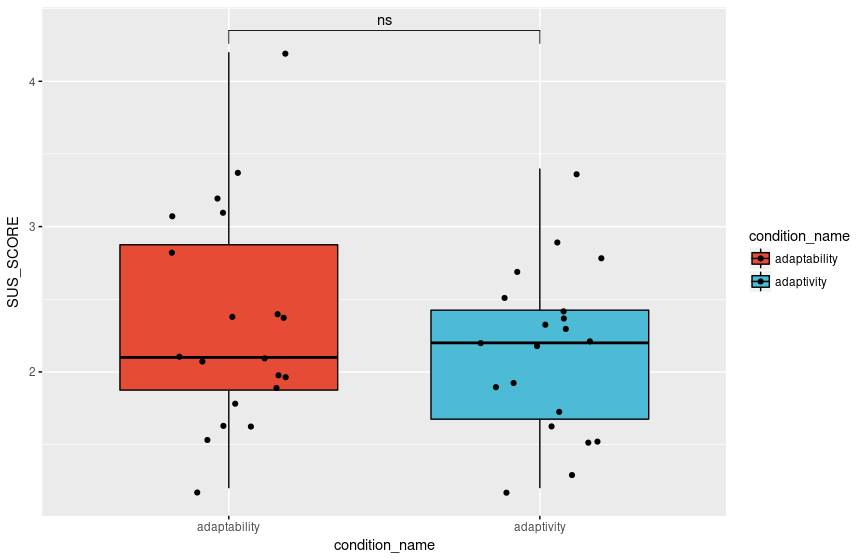 ns
4
3
2
SUS_SCORE
adaptability
adaptivity
condition_name
condition_name
adaptability
adaptivity